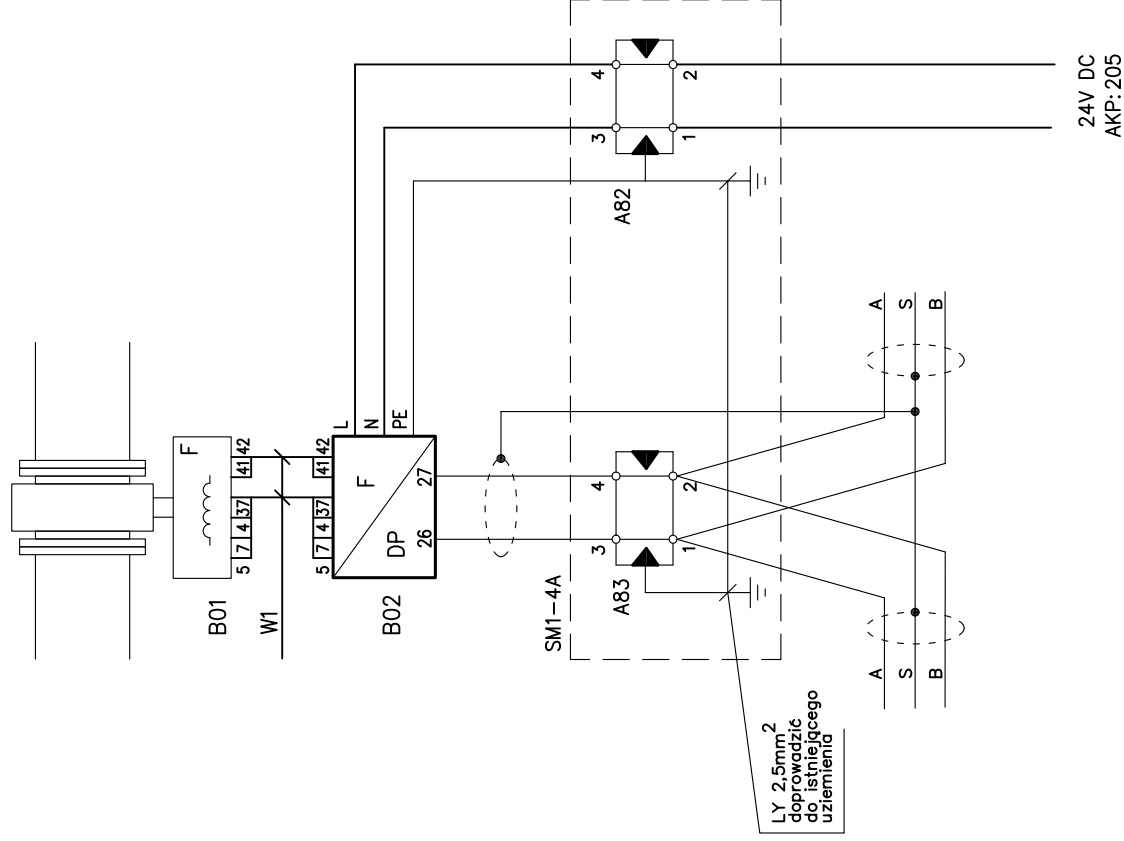 F
5 7 4 37 41 42
B01
W1
5 7 4 37 41 42
F
DP
26 27
B02
L
N
PE
SM1-4A
3 4
A83
1 2
3 4
A82
1 2
A
S
B
A
S
B
LY 2,5mm²
doprowadzić
do istniejącego
uziemienia
24V DC
AKP: 205